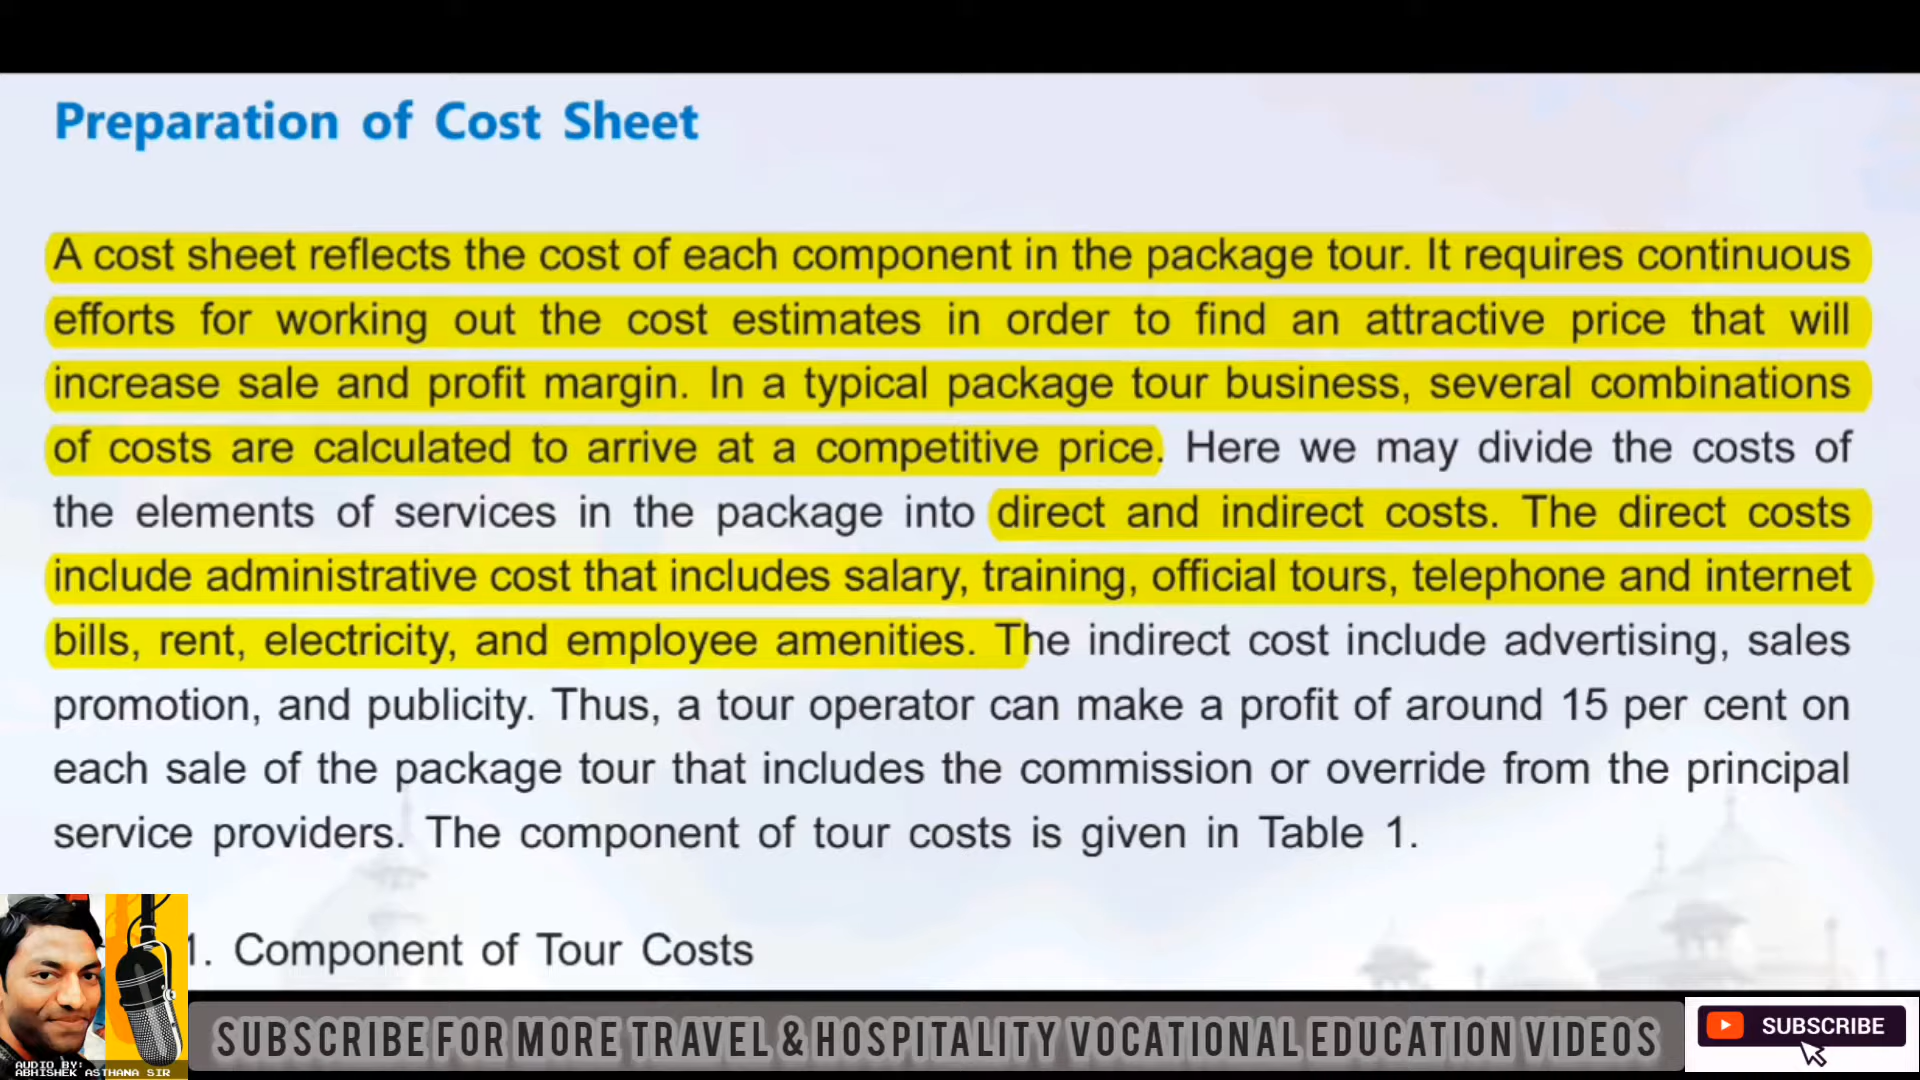 Preparation of Cost Sheet
A cost sheet reflects the cost of each component in the package tour. It requires continuous
efforts for working out the cost estimates in order to find an attractive price that will
increase sale and profit margin. In a typical package tour business, several combinations
of costs are calculated to arrive at a competitive price. Here we may divide the costs of
the elements of services in the package into direct and indirect costs. The direct costs
include administrative cost that includes salary, training, official tours, telephone and internet
bills, rent, electricity, and employee amenities. The indirect cost include advertising, sales
promotion, and publicity. Thus, a tour operator can make a profit of around 15 per cent on
each sale of the package tour that includes the commission or override from the principal
service providers. The component of tour costs is given in Table 1.
1. Component of Tour Costs
AUDIO BY:
ABHISHEK ASTHANA SIR
SUBSCRIBE FOR MORE TRAVEL & HOSPITALITY VOCATIONAL EDUCATION VIDEOS
SUBSCRIBE